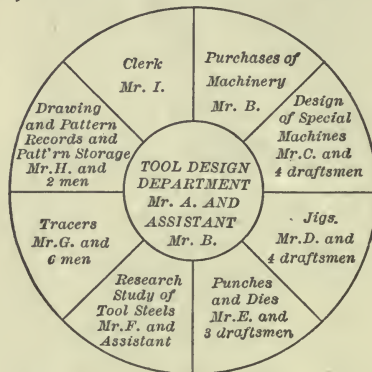 Clerk
Mr. I.
Purchases of
Machinery
Mr. B.
Design
of Special
Machines
Mr.C. and
4 draftsmen
Jigs.
Mr.D. and
4 draftsmen
Punches
and Dies
Mr.E. and
3 draftsmen
Research
Study of
Tool Steels
Mr.F. and
Assistant
Tracers
Mr.G. and
6 men
Drawing
and Pattern
Records and
Patt'rn Storage
Mr.H. and
2 men
TOOL DESIGN
DEPARTMENT
Mr. A. AND
ASSISTANT
Mr. B.